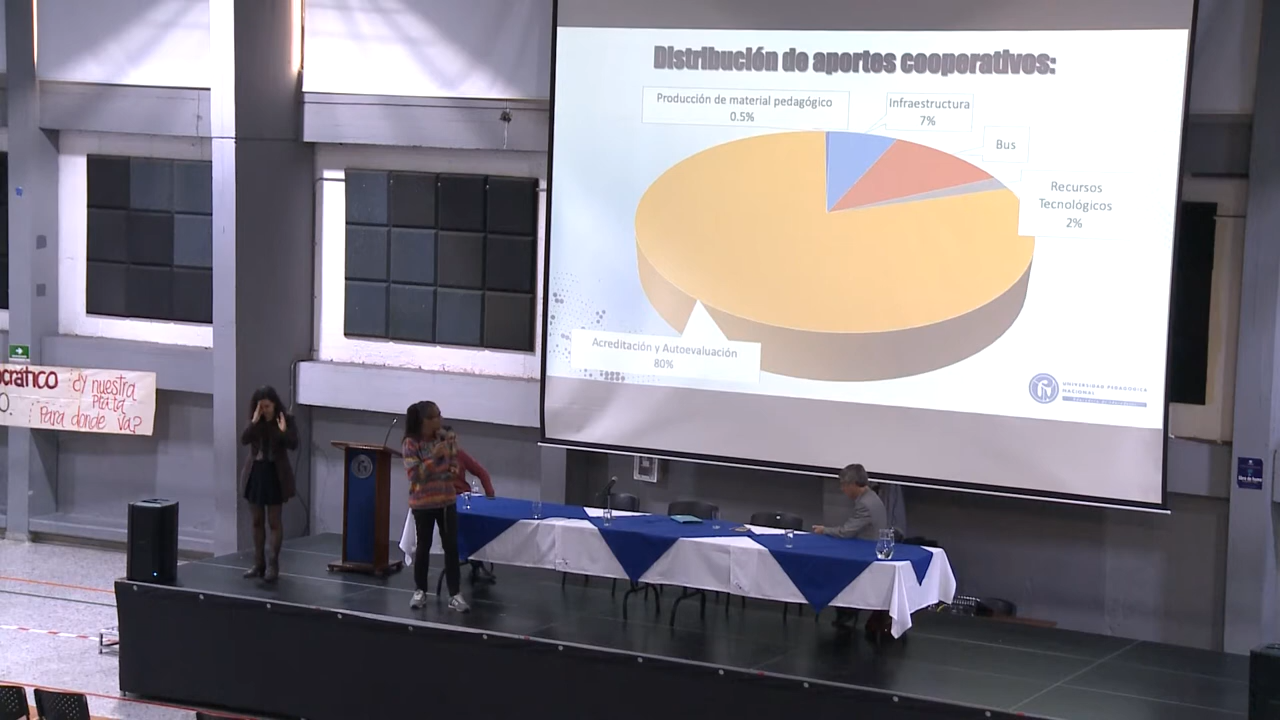 Distribución de aportes cooperativos:
Producción de material pedagógico
0.5%
Infraestructura
7%
Bus
Recursos
Tecnológicos
2%
Acreditación y Autoevaluación
80%
UNIVERSIDAD PEDAGÓGICA
NACIONAL
¿y nuestra
plata
Para donde va?